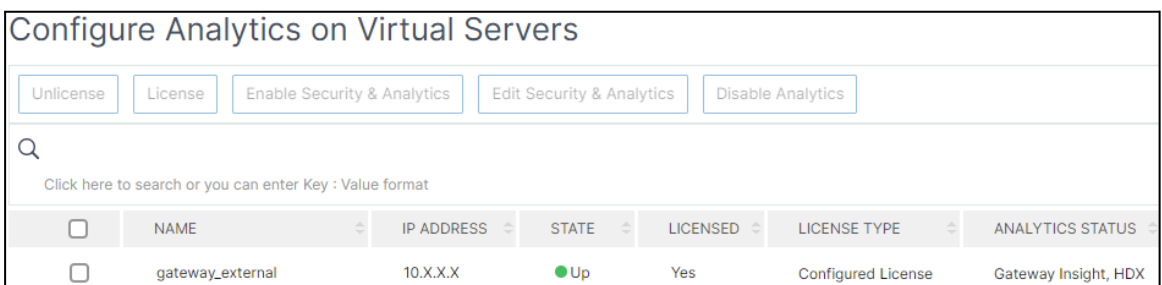 Configure Analytics on Virtual Servers
Unlicense License Enable Security & Analytics Edit Security & Analytics Disable Analytics
Click here to search or you can enter Key : Value format
NAME IP ADDRESS STATE LICENSED LICENSE TYPE ANALYTICS STATUS
gateway_external 10.X.X.X Up Yes Configured License Gateway Insight, HDX